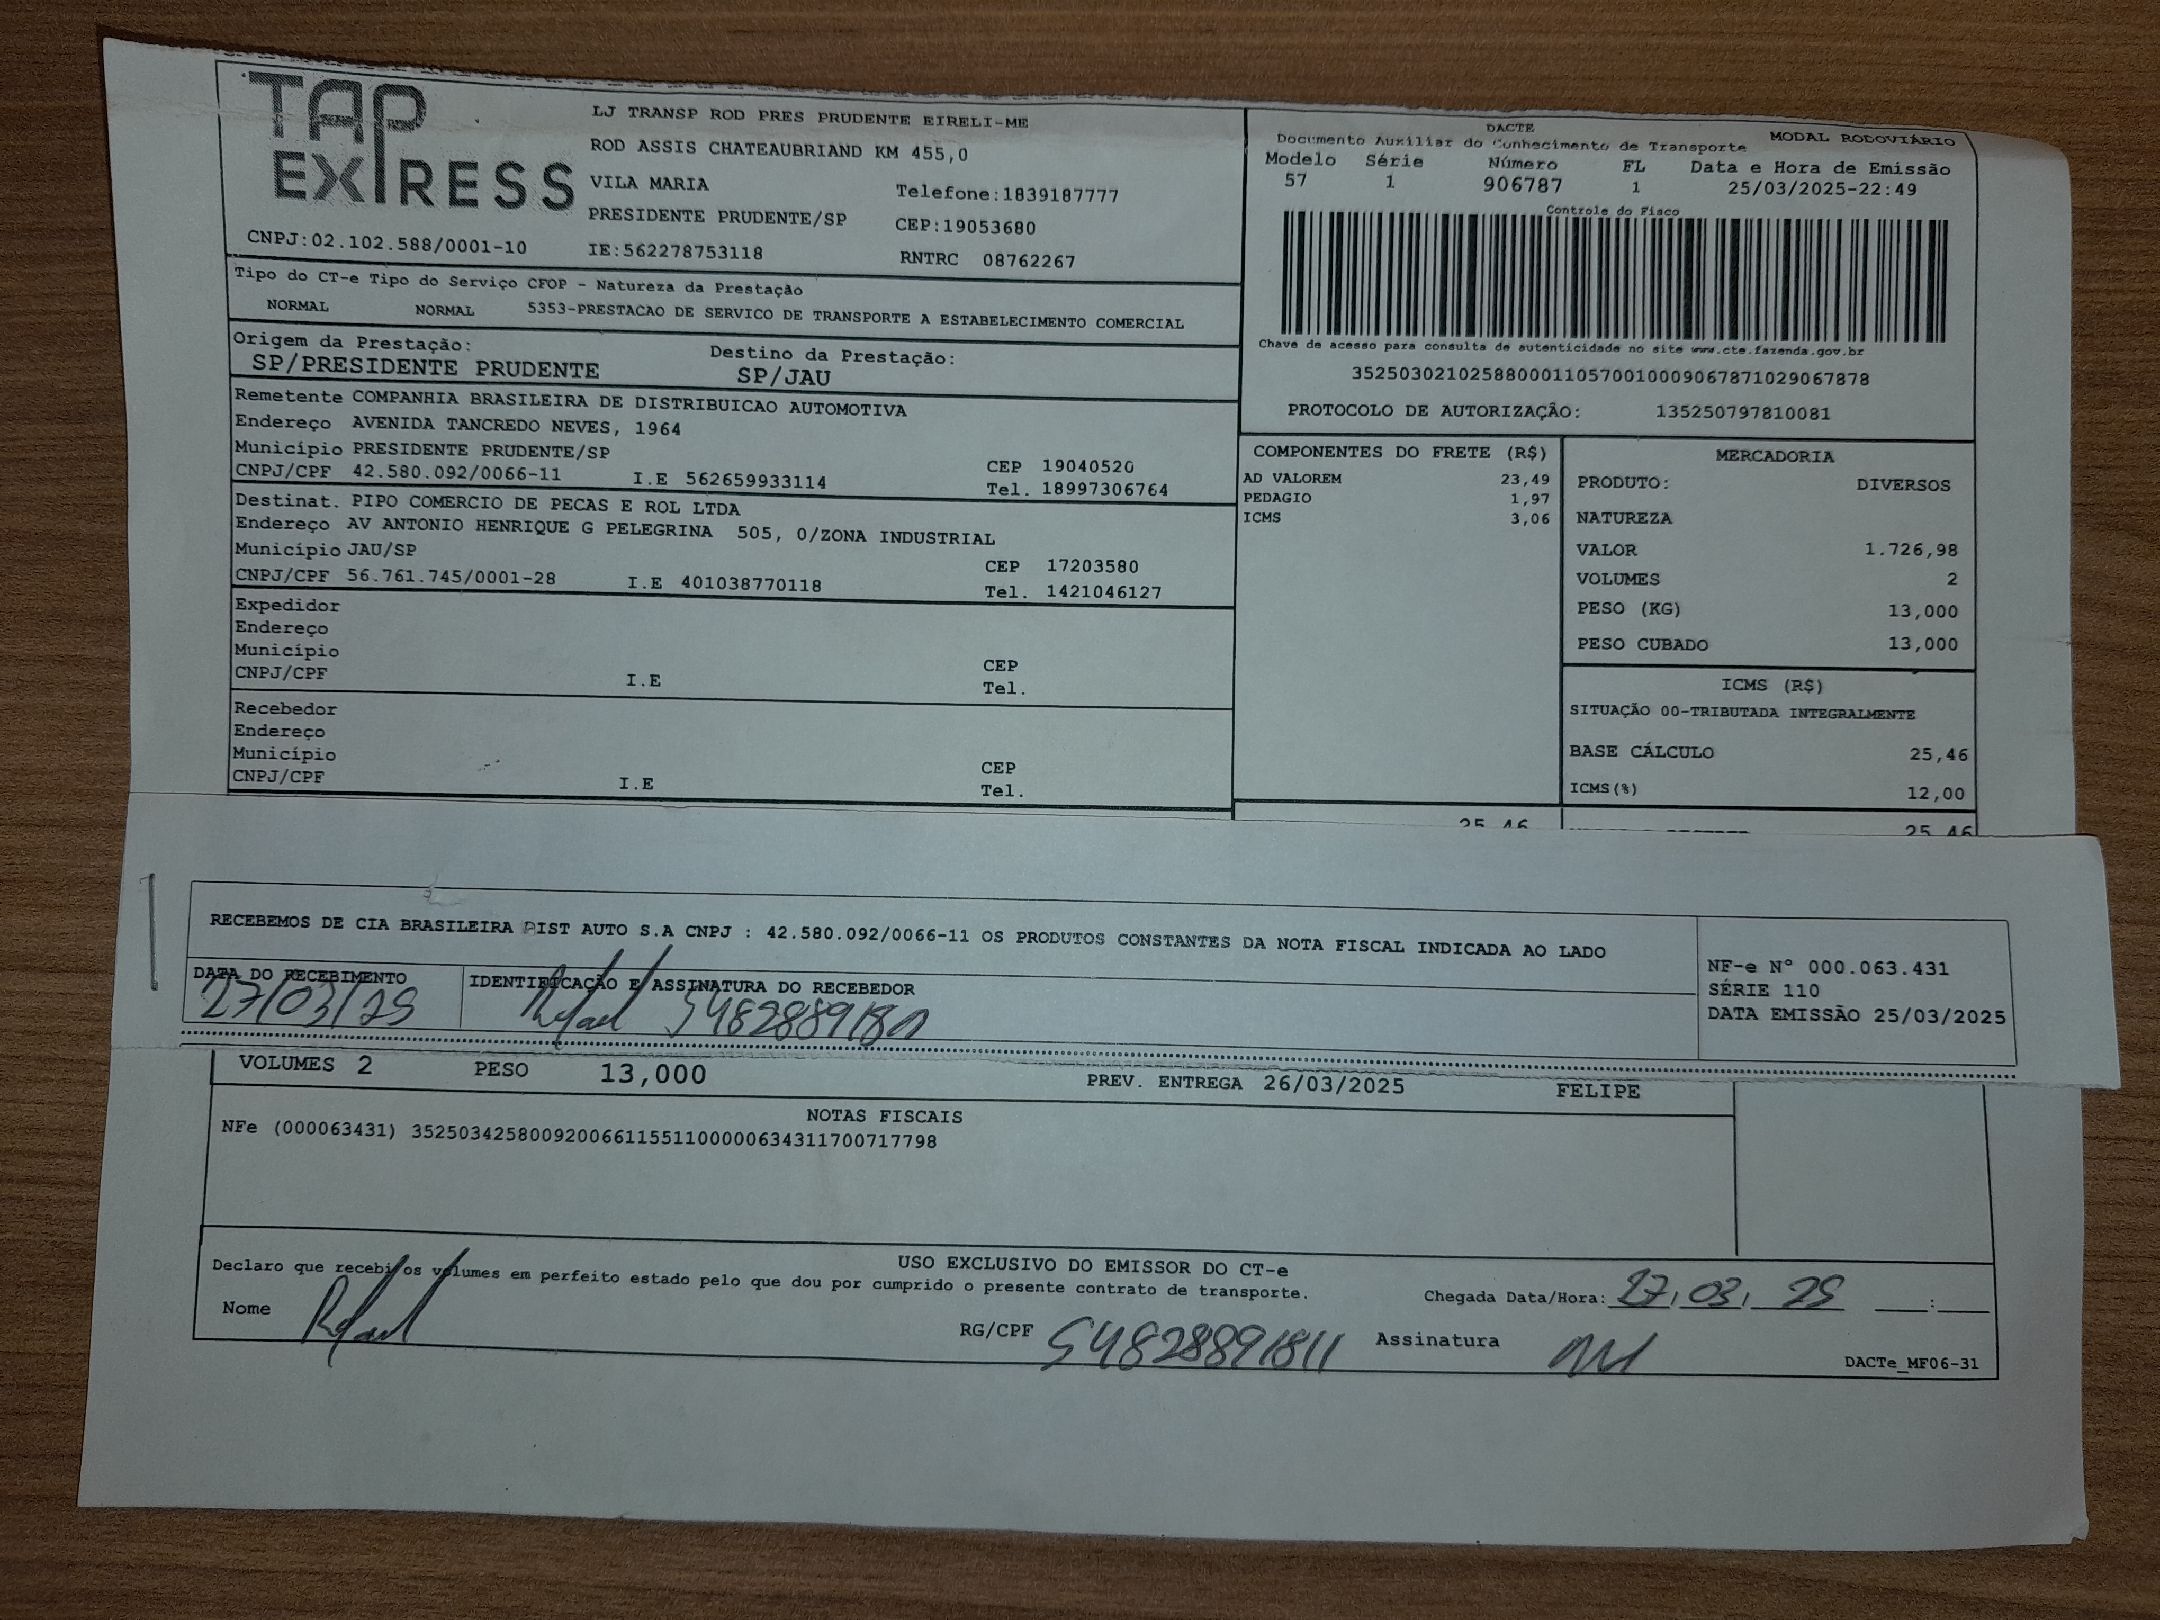 TAP EXPRESS
LJ TRANSP ROD PRES PRUDENTE EIRELI-ME
ROD ASSIS CHATEAUBRIAND KM 455,0
VILA MARIA Telefone:1839187777
PRESIDENTE PRUDENTE/SP CEP:19053680
CNPJ:02.102.588/0001-10 IE:562278753118 RNTRC 08762267
DACTE MODAL RODOVIÁRIO
Documento Auxiliar do Conhecimento de Transporte
Modelo Série Número FL Data e Hora de Emissão
57 1 906787 1 25/03/2025-22:49
Controle do Fisco
Chave de acesso para consulta de autenticidade no site www.cte.fazenda.gov.br
35250302102588000110570010009067871029067878
PROTOCOLO DE AUTORIZAÇÃO: 135250797810081
Tipo do CT-e Tipo do Serviço CFOP - Natureza da Prestação
NORMAL NORMAL 5353-PRESTACAO DE SERVICO DE TRANSPORTE A ESTABELECIMENTO COMERCIAL
Origem da Prestação: Destino da Prestação:
SP/PRESIDENTE PRUDENTE SP/JAU
Remetente COMPANHIA BRASILEIRA DE DISTRIBUICAO AUTOMOTIVA
Endereço AVENIDA TANCREDO NEVES, 1964
Município PRESIDENTE PRUDENTE/SP CEP 19040520
CNPJ/CPF 42.580.092/0066-11 I.E 562659933114 Tel. 18997306764
Destinat. PIPO COMERCIO DE PECAS E ROL LTDA
Endereço AV ANTONIO HENRIQUE G PELEGRINA 505, 0/ZONA INDUSTRIAL
Município JAU/SP CEP 17203580
CNPJ/CPF 56.761.745/0001-28 I.E 401038770118 Tel. 1421046127
Expedidor
Endereço
Município CEP
CNPJ/CPF I.E Tel.
Recebedor
Endereço
Município CEP
CNPJ/CPF I.E Tel.
COMPONENTES DO FRETE (R$)
AD VALOREM 23,49
PEDAGIO 1,97
ICMS 3,06
MERCADORIA
PRODUTO: DIVERSOS
NATUREZA
VALOR 1.726,98
VOLUMES 2
PESO (KG) 13,000
PESO CUBADO 13,000
ICMS (R$)
SITUAÇÃO 00-TRIBUTADA INTEGRALMENTE
BASE CÁLCULO 25,46
ICMS(%) 12,00
25,46 25,46
RECEBEMOS DE CIA BRASILEIRA DIST AUTO S.A CNPJ : 42.580.092/0066-11 OS PRODUTOS CONSTANTES DA NOTA FISCAL INDICADA AO LADO
DATA DO RECEBIMENTO IDENTIFICAÇÃO E ASSINATURA DO RECEBEDOR
27/03/25 Rafael
NF-e Nº 000.063.431
SÉRIE 110
DATA EMISSÃO 25/03/2025
VOLUMES 2 PESO 13,000 PREV. ENTREGA 26/03/2025 FELIPE
NOTAS FISCAIS
NFe (000063431) 35250342580092006611551100000634311700717798
USO EXCLUSIVO DO EMISSOR DO CT-e
Declaro que recebi os volumes em perfeito estado pelo que dou por cumprido o presente contrato de transporte. Chegada Data/Hora: 27,03, 25 :
Nome Rafael RG/CPF 54828891811 Assinatura
DACTe_MF06-31